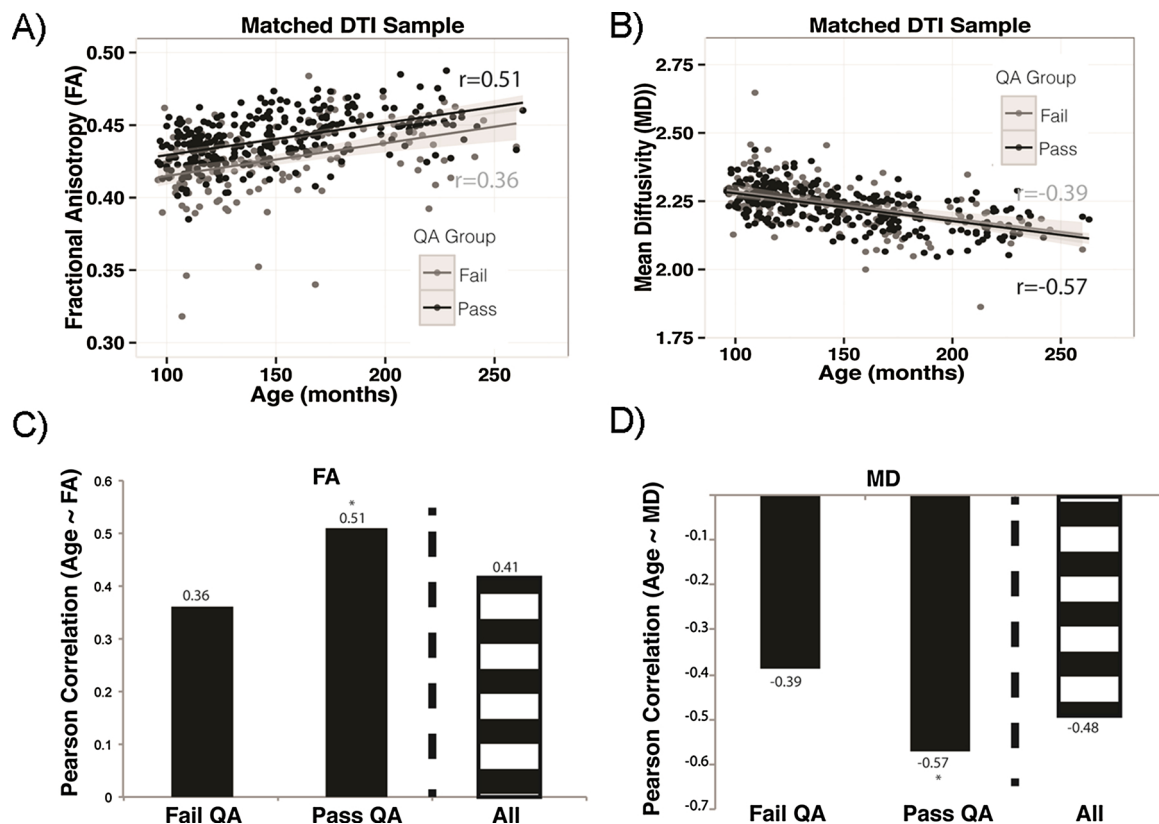 A)
Matched DTI Sample
Fractional Anisotropy (FA)
0.50
0.45
0.40
0.35
0.30
r=0.51
r=0.36
QA Group
Fail
Pass
100
150
200
250
Age (months)
B)
Matched DTI Sample
Mean Diffusivity (MD))
2.75
2.50
2.25
2.00
1.75
QA Group
Fail
Pass
r=-0.39
r=-0.57
100
150
200
250
Age (months)
C)
FA
Pearson Correlation (Age ~ FA)
0.6
0.5
0.4
0.3
0.2
0.1
0
0.36
*
0.51
0.41
Fail QA
Pass QA
All
D)
MD
Pearson Correlation (Age ~ MD)
-0.1
-0.2
-0.3
-0.4
-0.5
-0.6
-0.7
-0.39
-0.57
*
-0.48
Fail QA
Pass QA
All